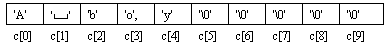 'A' '␣' 'b' 'o', 'y' '\0' '\0' '\0' '\0' '\0'
c[0] c[1] c[2] c[3] c[4] c[5] c[6] c[7] c[8] c[9]